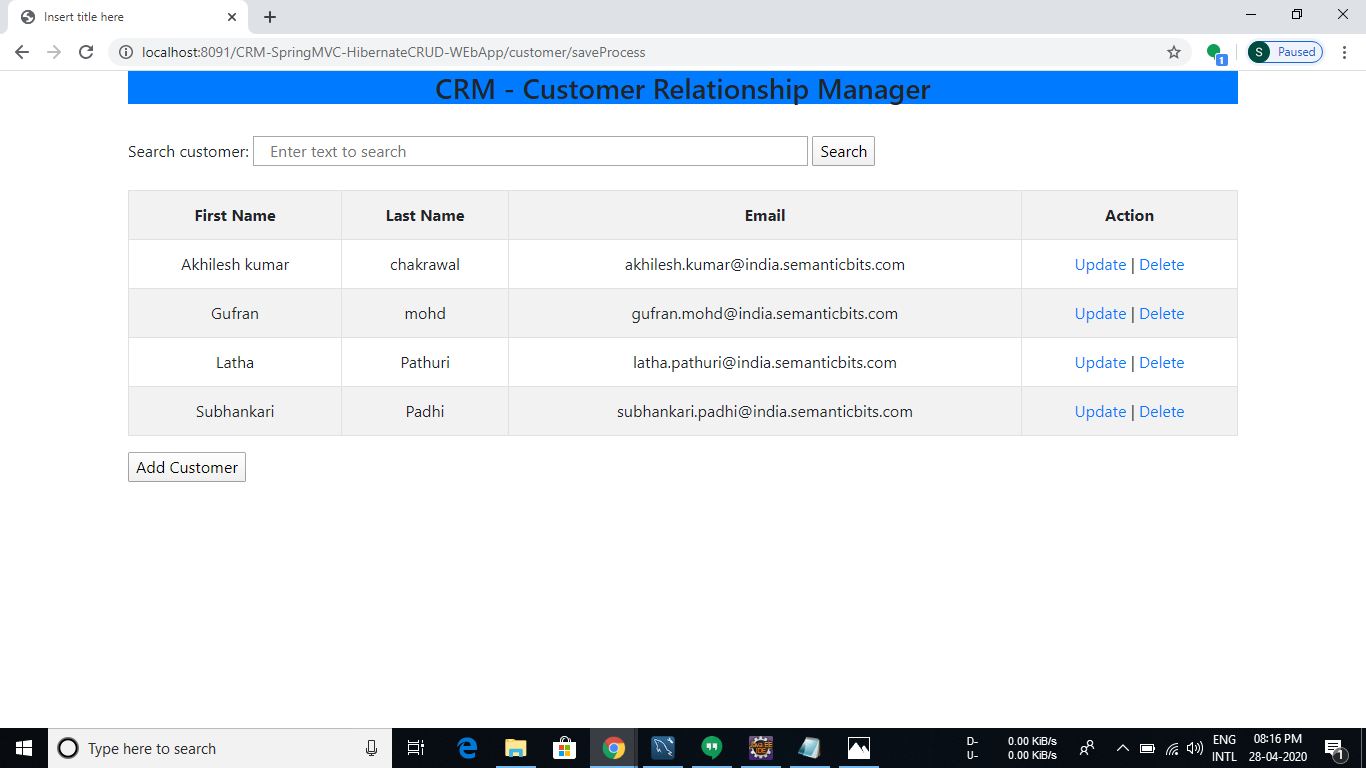 Insert title here
localhost:8091/CRM-SpringMVC-HibernateCRUD-WEbApp/customer/saveProcess
S Paused
1
CRM - Customer Relationship Manager
Search customer: Enter text to search Search
First Name Last Name Email Action
Akhilesh kumar chakrawal akhilesh.kumar@india.semanticbits.com Update | Delete
Gufran mohd gufran.mohd@india.semanticbits.com Update | Delete
Latha Pathuri latha.pathuri@india.semanticbits.com Update | Delete
Subhankari Padhi subhankari.padhi@india.semanticbits.com Update | Delete
Add Customer
Type here to search
D- 0.00 KiB/s
U- 0.00 KiB/s
ENG
INTL
08:16 PM
28-04-2020
1